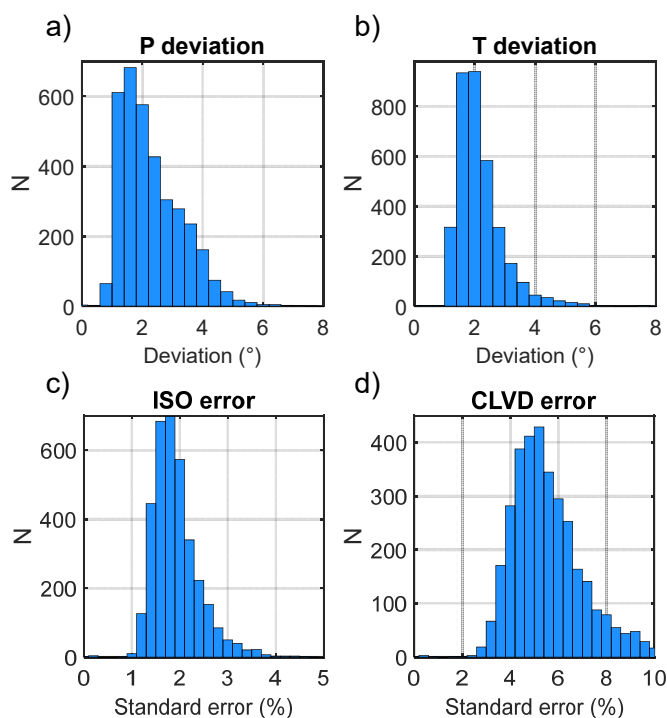 a)
P deviation
N
600
400
200
0
0 2 4 6 8
Deviation (°)
b)
T deviation
N
800
600
400
200
0
0 2 4 6 8
Deviation (°)
c)
ISO error
N
600
400
200
0
0 1 2 3 4 5
Standard error (%)
d)
CLVD error
N
400
300
200
100
0
0 2 4 6 8 10
Standard error (%)